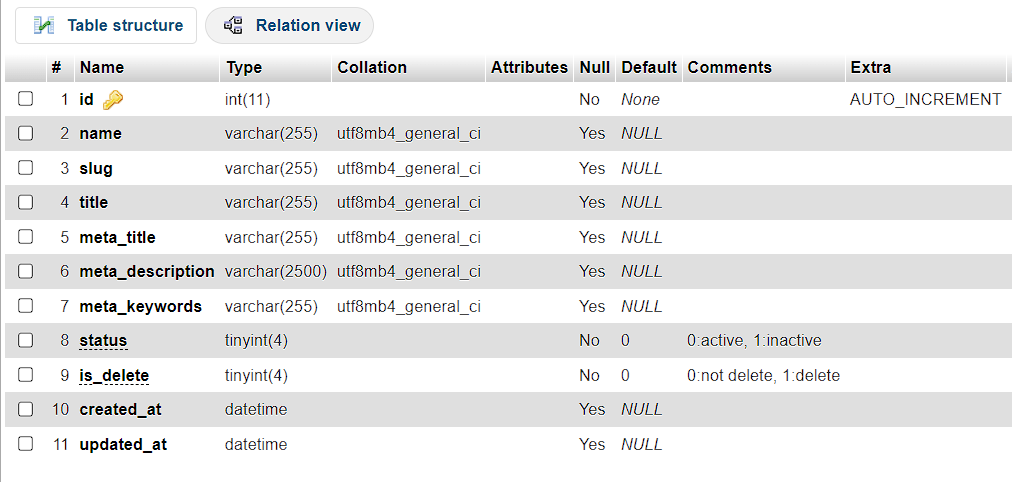 Table structure Relation view
# Name Type Collation Attributes Null Default Comments Extra
1 id int(11) No None AUTO_INCREMENT
2 name varchar(255) utf8mb4_general_ci Yes NULL
3 slug varchar(255) utf8mb4_general_ci Yes NULL
4 title varchar(255) utf8mb4_general_ci Yes NULL
5 meta_title varchar(255) utf8mb4_general_ci Yes NULL
6 meta_description varchar(2500) utf8mb4_general_ci Yes NULL
7 meta_keywords varchar(255) utf8mb4_general_ci Yes NULL
8 status tinyint(4) No 0 0:active, 1:inactive
9 is_delete tinyint(4) No 0 0:not delete, 1:delete
10 created_at datetime Yes NULL
11 updated_at datetime Yes NULL